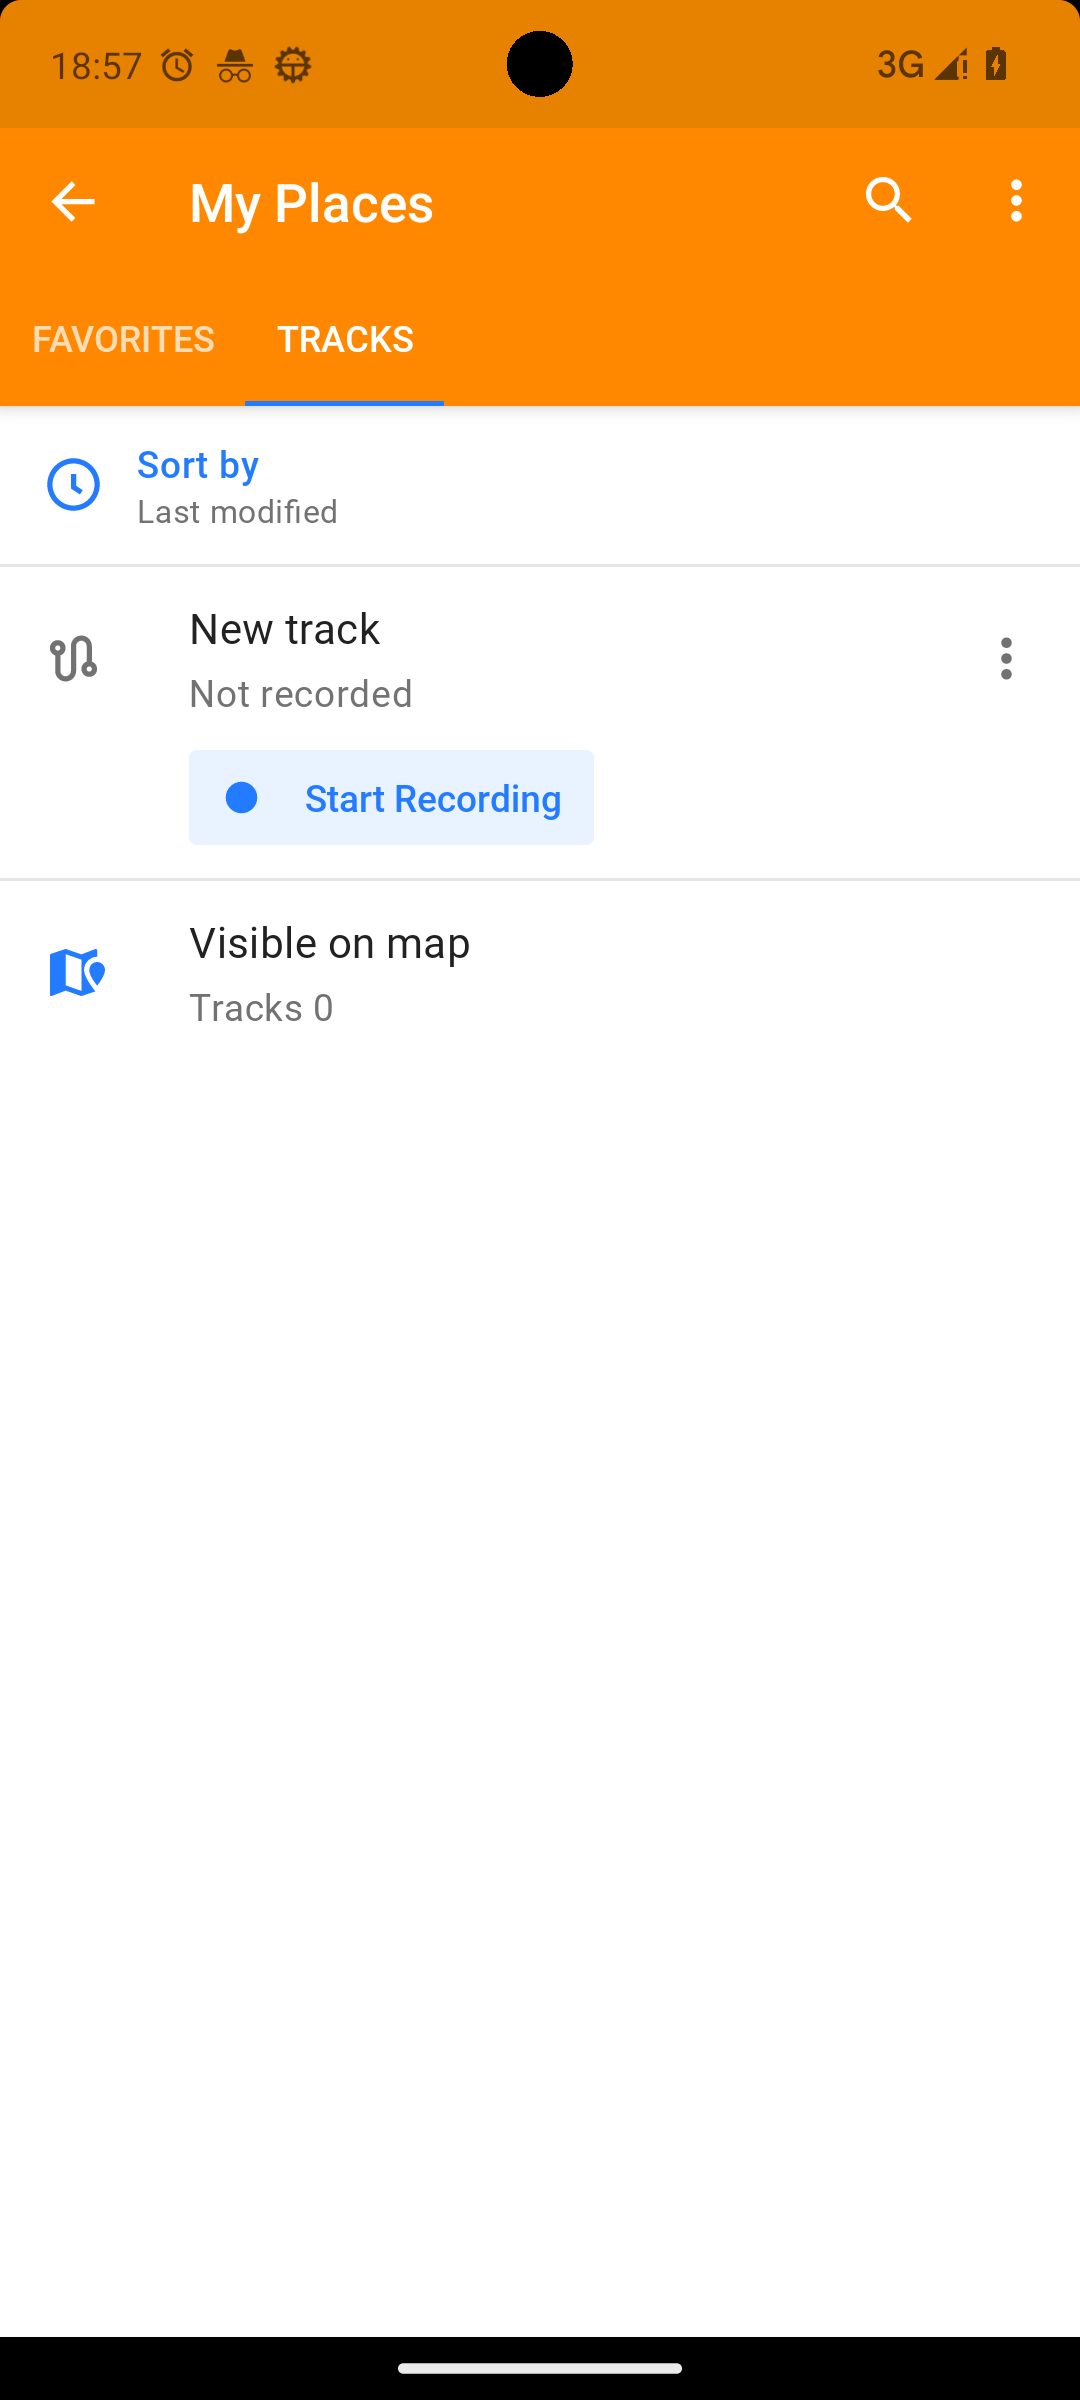 18:57
3G
My Places
FAVORITES
TRACKS
Sort by
Last modified
New track
Not recorded
Start Recording
Visible on map
Tracks 0